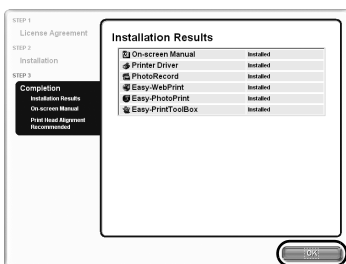 STEP 1
License Agreement
STEP 2
Installation
STEP 3
Completion
Installation Results
On-screen Manual
Print Head Alignment
Recommended
Installation Results
On-screen Manual Installed
Printer Driver Installed
PhotoRecord Installed
Easy-WebPrint Installed
Easy-PhotoPrint Installed
Easy-PrintToolBox Installed
OK